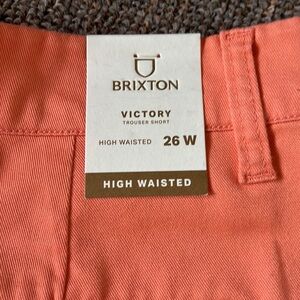 BRIXTON
VICTORY
TROUSER SHORT
HIGH WAISTED 26 W
HIGH WAISTED